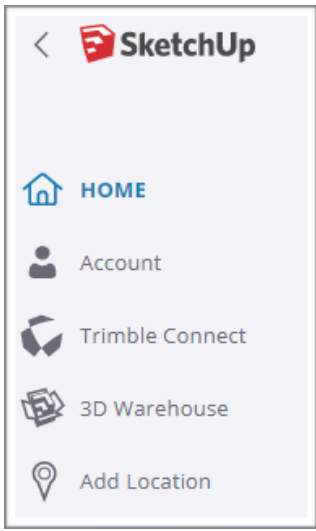 SketchUp
HOME
Account
Trimble Connect
3D Warehouse
Add Location